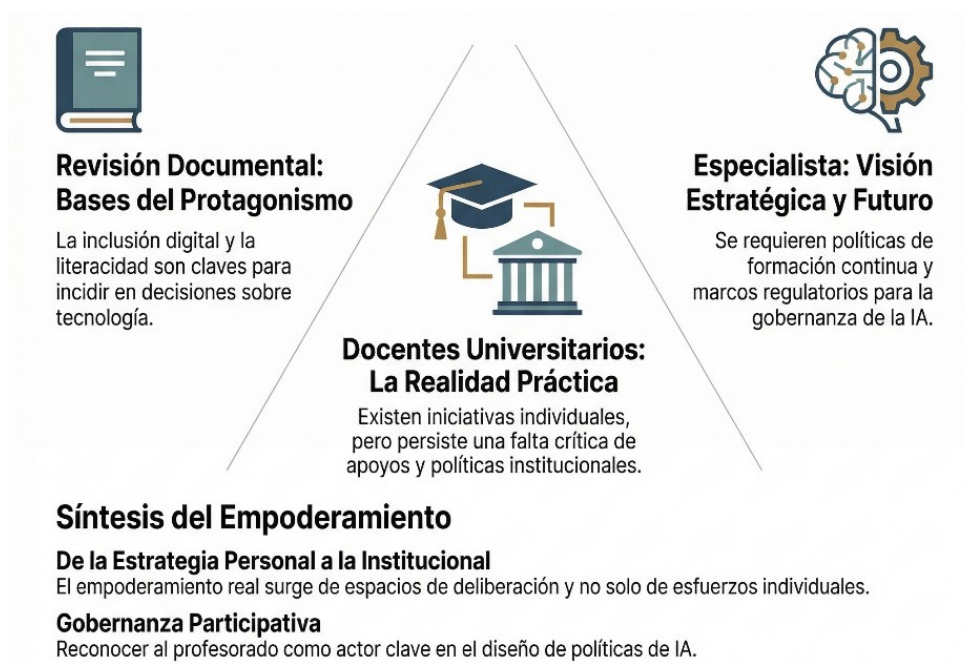 Revisión Documental:
Bases del Protagonismo
La inclusión digital y la
literacidad son claves para
incidir en decisiones sobre
tecnología.
Docentes Universitarios:
La Realidad Práctica
Existen iniciativas individuales,
pero persiste una falta crítica de
apoyos y políticas institucionales.
Especialista: Visión
Estratégica y Futuro
Se requieren políticas de
formación continua y
marcos regulatorios para la
gobernanza de la IA.
Síntesis del Empoderamiento
De la Estrategia Personal a la Institucional
El empoderamiento real surge de espacios de deliberación y no solo de esfuerzos individuales.
Gobernanza Participativa
Reconocer al profesorado como actor clave en el diseño de políticas de IA.